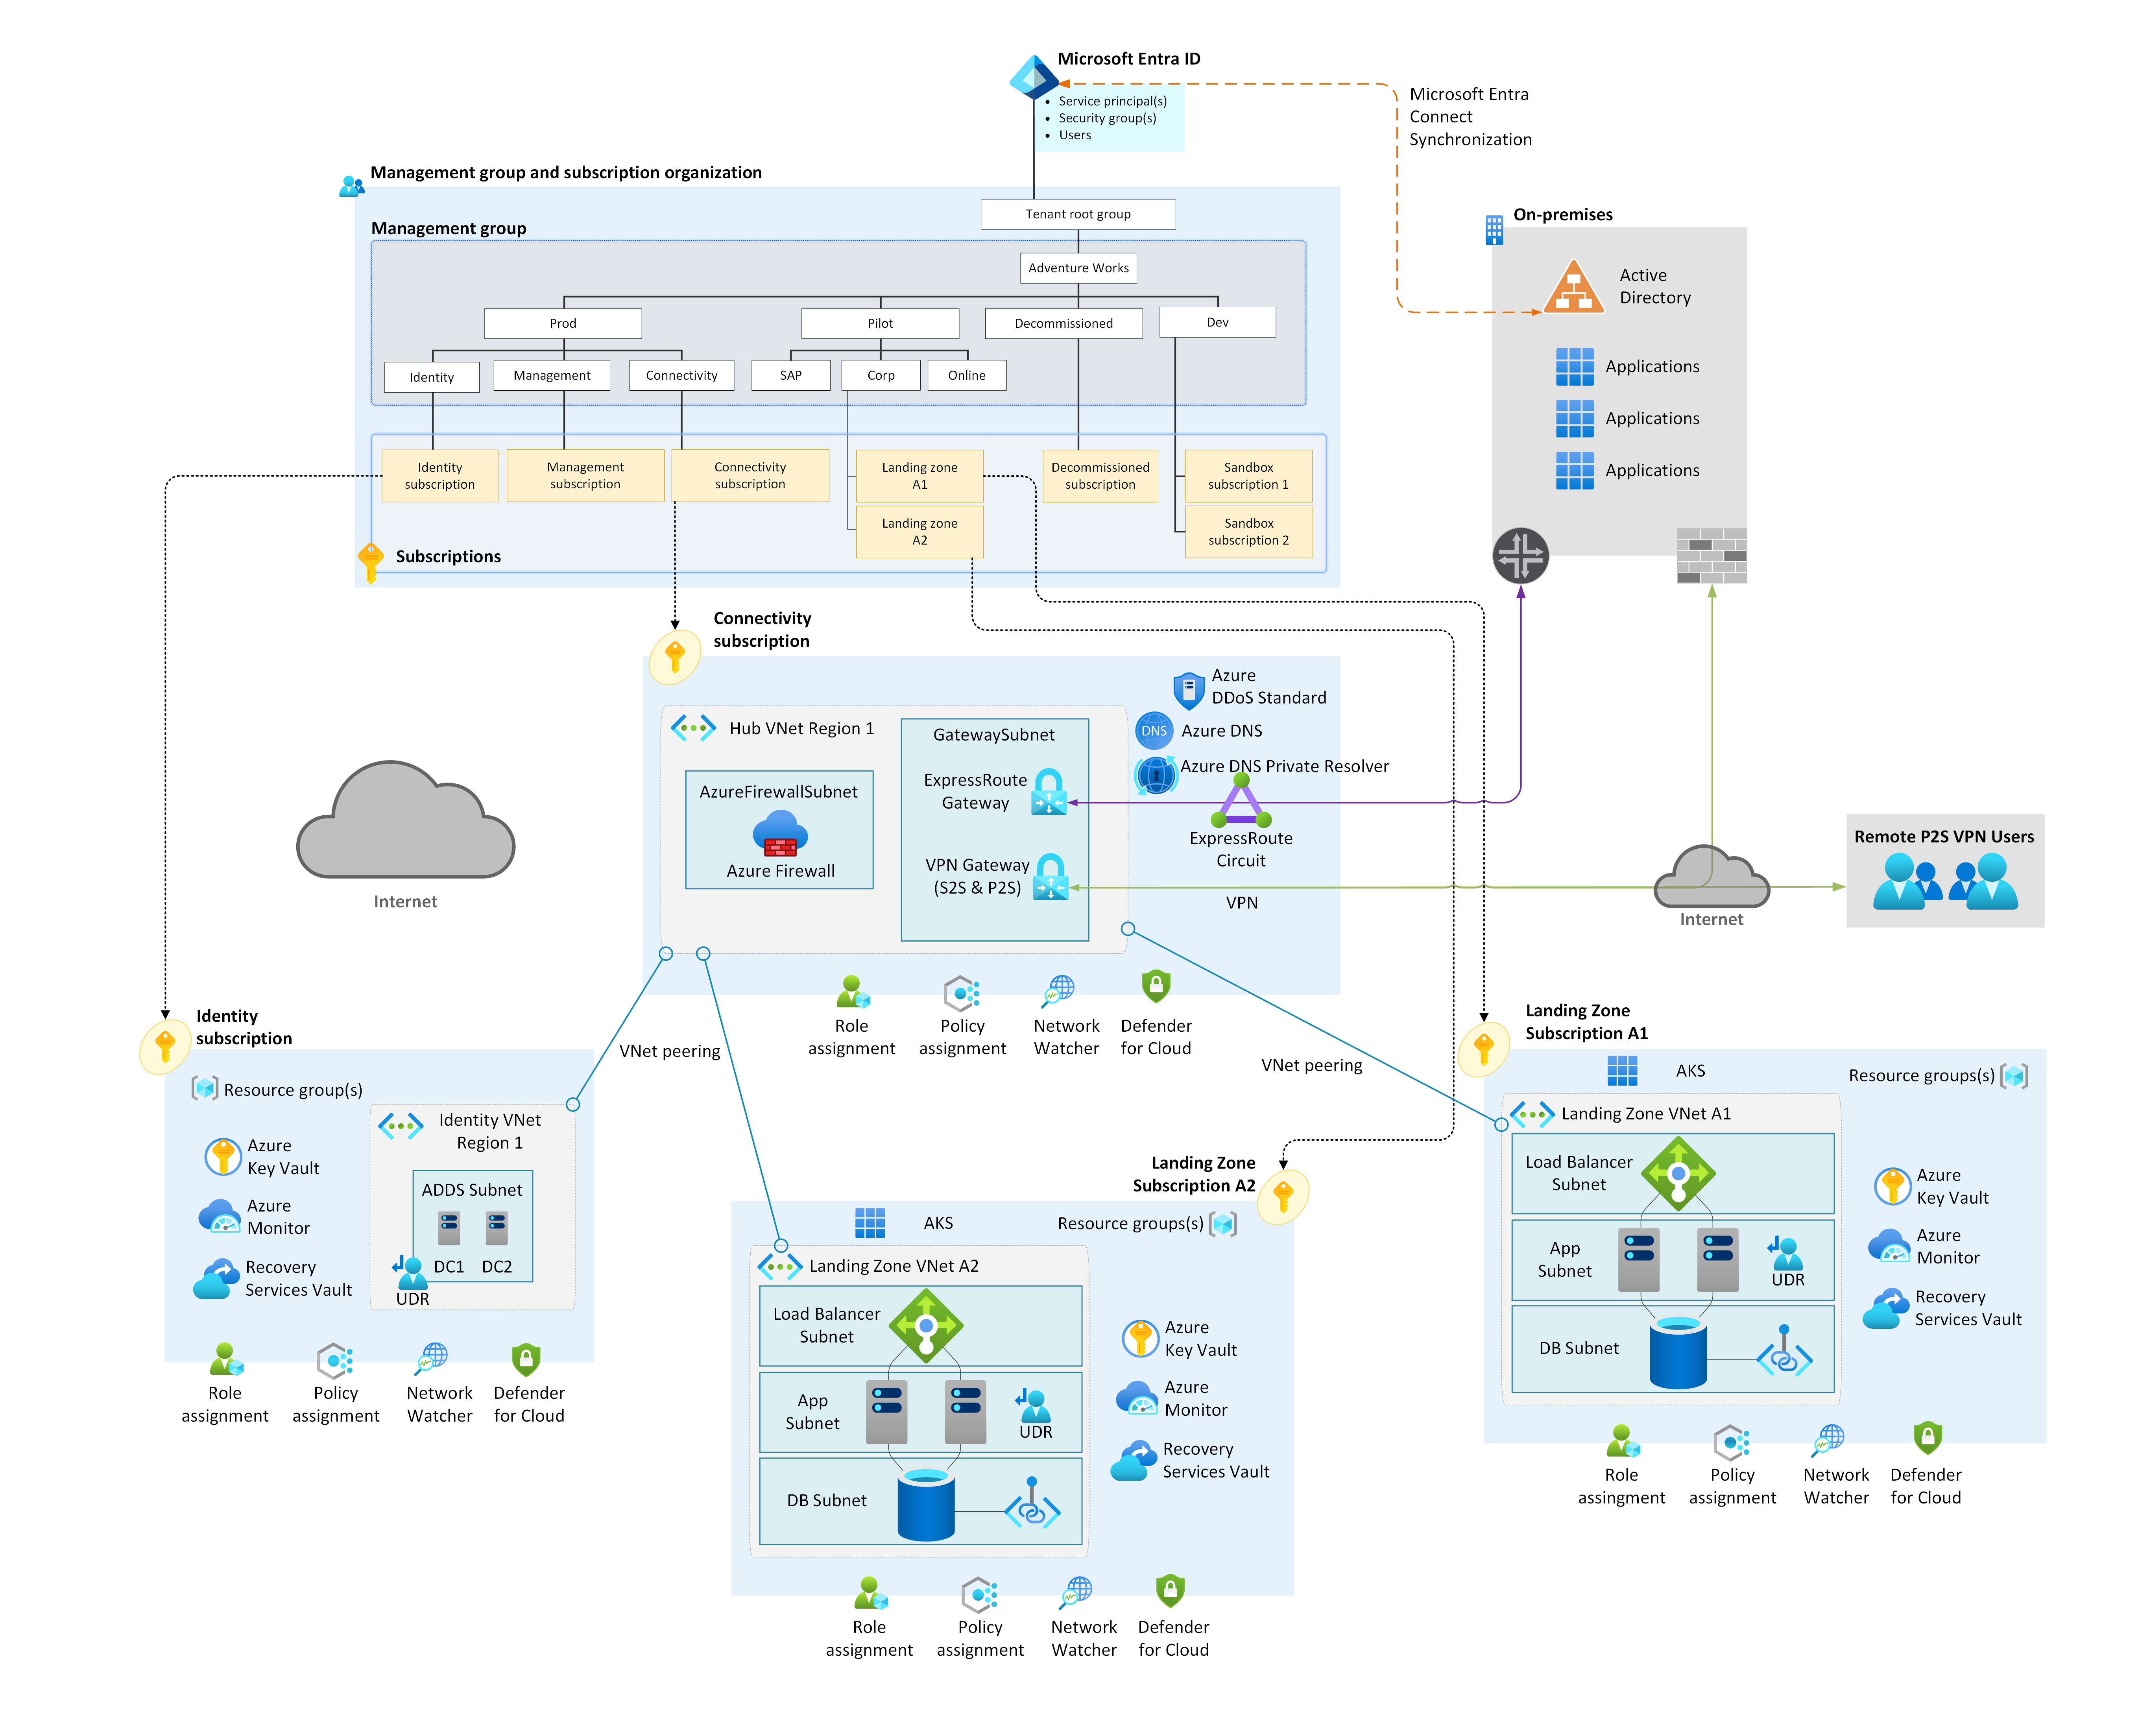 Microsoft Entra ID
• Service principal(s)
• Security group(s)
• Users
Microsoft Entra
Connect
Synchronization
Management group and subscription organization
Tenant root group
Management group
Adventure Works
Prod
Pilot
Decommissioned
Dev
Identity
Management
Connectivity
SAP
Corp
Online
Identity
subscription
Management
subscription
Connectivity
subscription
Landing zone
A1
Decommissioned
subscription
Sandbox
subscription 1
Landing zone
A2
Sandbox
subscription 2
Subscriptions
On-premises
Active
Directory
Applications
Applications
Applications
Connectivity
subscription
Azure
DDoS Standard
Hub VNet Region 1
GatewaySubnet
DNS
Azure DNS
Azure DNS Private Resolver
AzureFirewallSubnet
Azure Firewall
ExpressRoute
Gateway
VPN Gateway
(S2S & P2S)
ExpressRoute
Circuit
VPN
Internet
Internet
Remote P2S VPN Users
Role
assignment
Policy
assignment
Network
Watcher
Defender
for Cloud
VNet peering
VNet peering
Identity
subscription
Resource group(s)
Identity VNet
Region 1
Azure
Key Vault
Azure
Monitor
Recovery
Services Vault
ADDS Subnet
DC1
DC2
UDR
Role
assignment
Policy
assignment
Network
Watcher
Defender
for Cloud
Landing Zone
Subscription A2
AKS
Resource groups(s)
Landing Zone VNet A2
Load Balancer
Subnet
App
Subnet
UDR
DB Subnet
Azure
Key Vault
Azure
Monitor
Recovery
Services Vault
Role
assignment
Policy
assignment
Network
Watcher
Defender
for Cloud
Landing Zone
Subscription A1
AKS
Resource groups(s)
Landing Zone VNet A1
Load Balancer
Subnet
App
Subnet
UDR
DB Subnet
Azure
Key Vault
Azure
Monitor
Recovery
Services Vault
Role
assingment
Policy
assignment
Network
Watcher
Defender
for Cloud